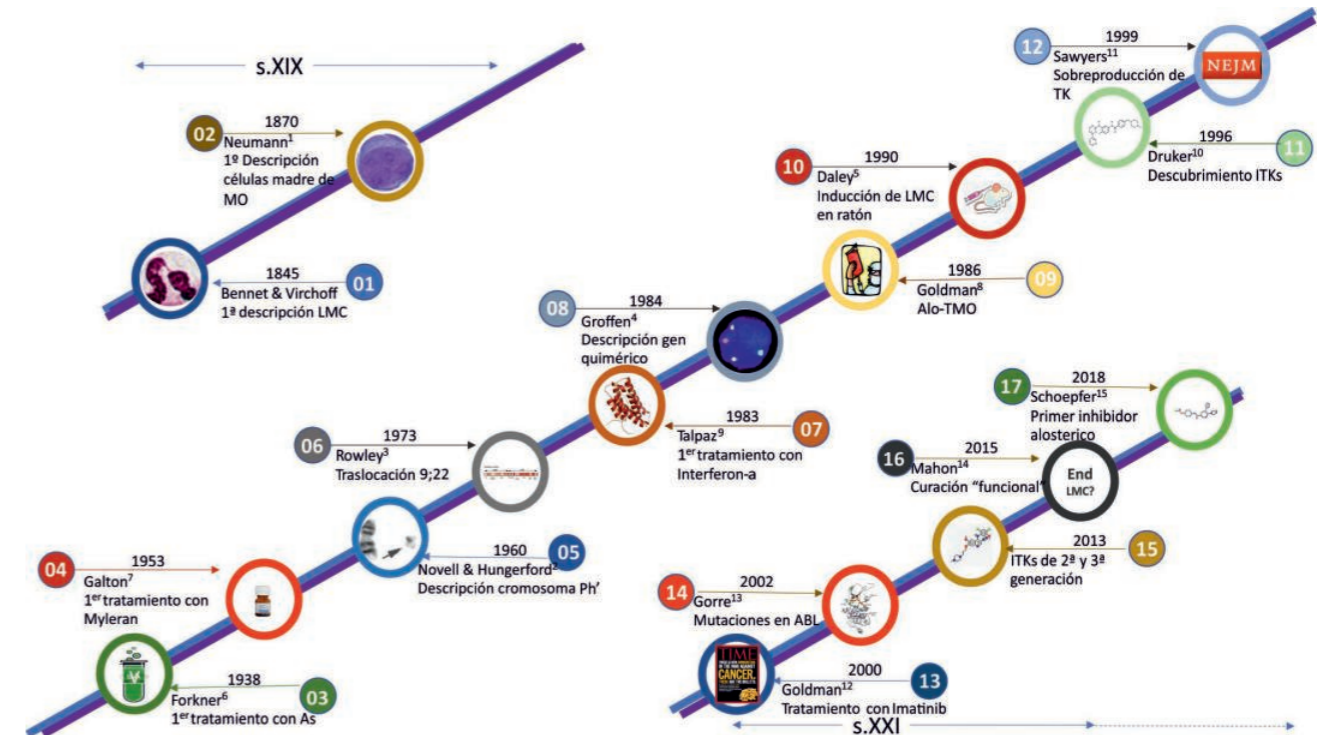 s.XIX
02
1870
Neumann1
1º Descripción
células madre de
MO
1845
01
Bennet & Virchoff
1ª descripción LMC
12
1999
Sawyers11
Sobreproducción de
TK
NEJM
1996
11
Druker10
Descubrimiento ITKs
10
1990
Daley5
Inducción de LMC
en ratón
1986
09
Goldman8
Alo-TMO
08
1984
Groffen4
Descripción gen
quimérico
1983
07
Talpaz9
1er tratamiento con
Interferon-a
06
1973
Rowley3
Traslocación 9;22
1960
05
Novell & Hungerford2
Descripción cromosoma Ph'
04
1953
Galton7
1er tratamiento con
Myleran
1938
03
Forkner6
1er tratamiento con As
17
2018
Schoepfer15
Primer inhibidor
alosterico
16
2015
Mahon14
Curación “funcional”
End
LMC?
2013
15
ITKs de 2ª y 3ª
generación
14
2002
Gorre13
Mutaciones en ABL
TIME
CANCER.
2000
13
Goldman12
Tratamiento con Imatinib
s.XXI